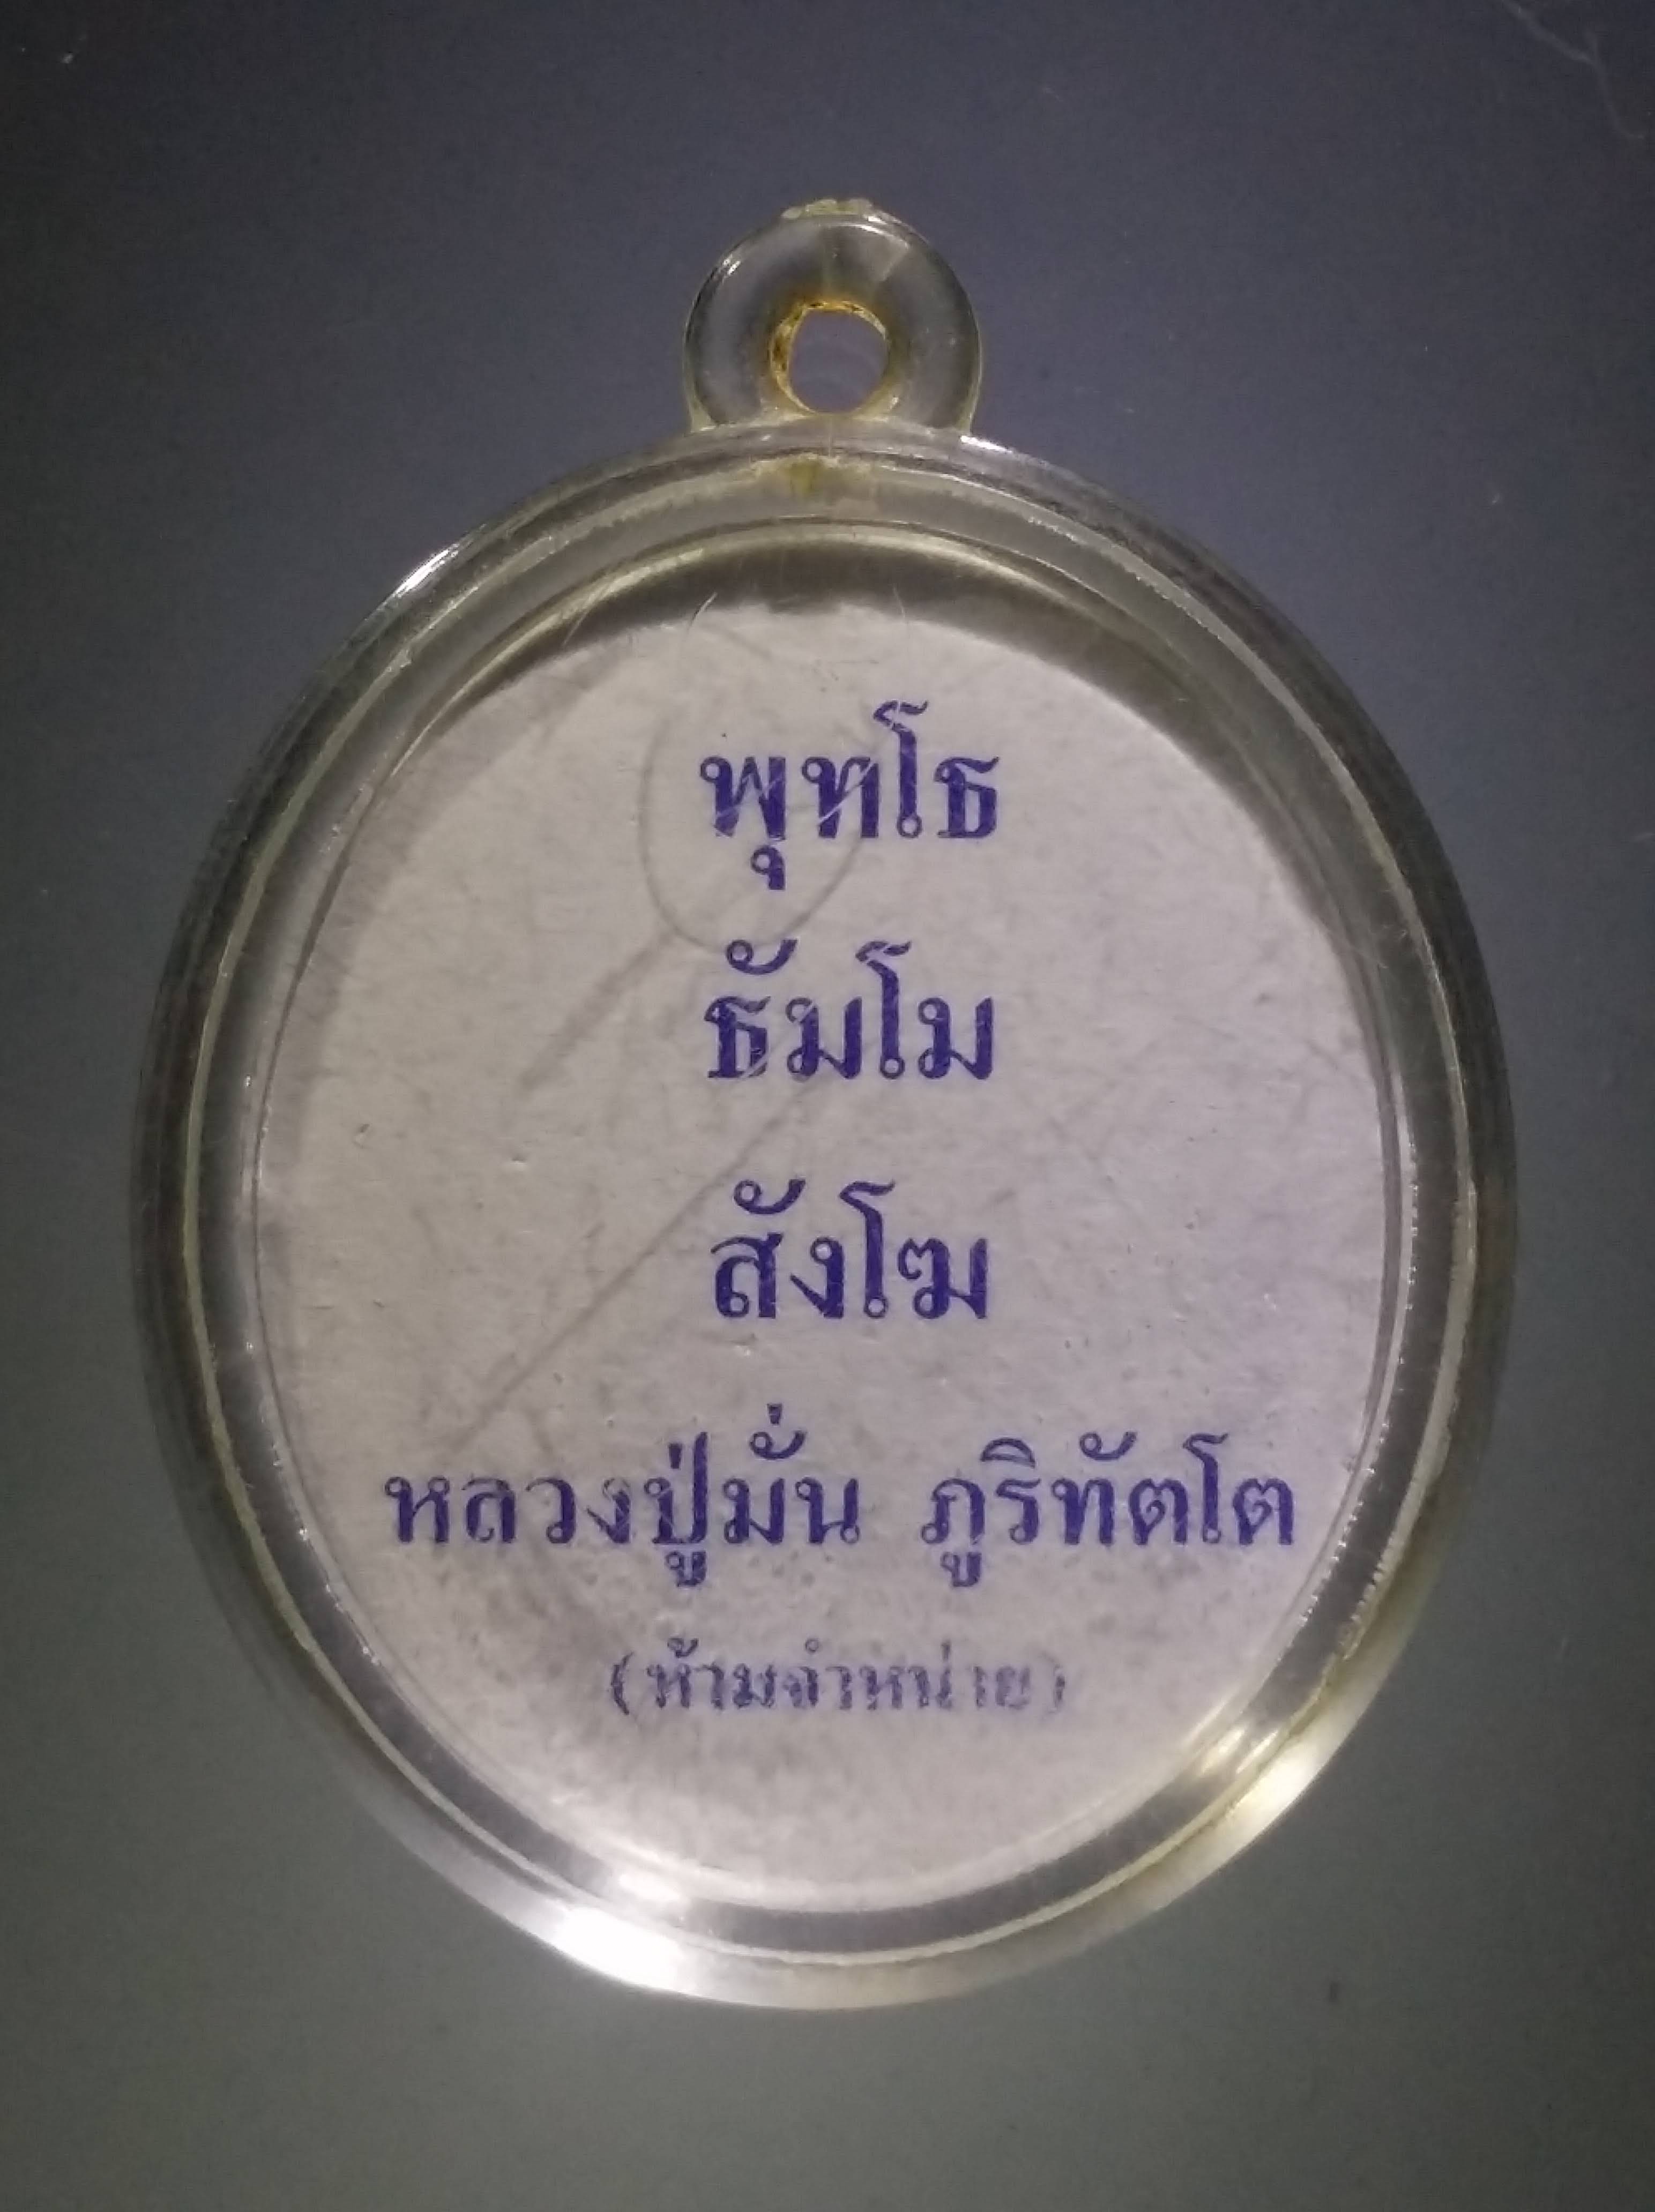 พุทโธ
ธัมโม
สังโฆ
หลวงปู่มั่น ภูริทัตโต
(ห้ามจำหน่าย)